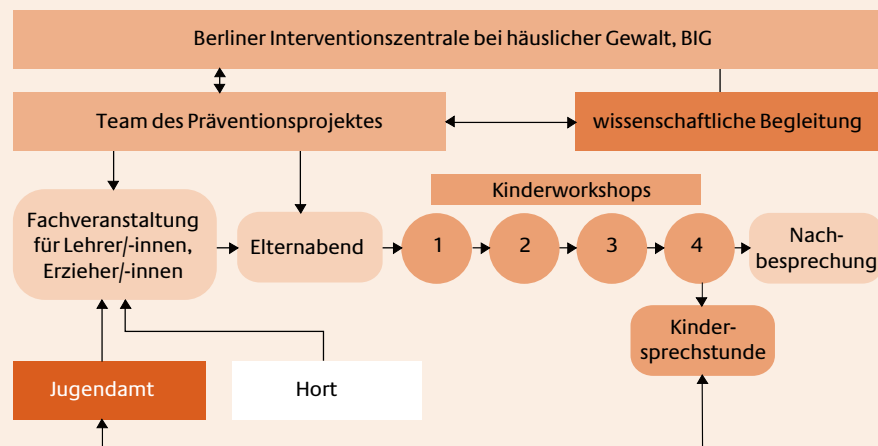 Berliner Interventionszentrale bei häuslicher Gewalt, BIG
Team des Präventionsprojektes
wissenschaftliche Begleitung
Kinderworkshops
Fachveranstaltung
für Lehrer/-innen,
Erzieher/-innen
Elternabend
1
2
3
4
Nach-
besprechung
Kinder-
sprechstunde
Jugendamt
Hort